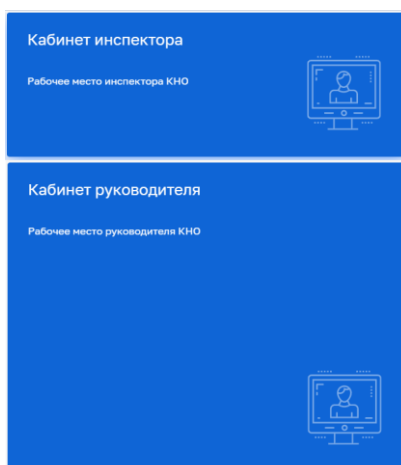 Кабинет инспектора
Рабочее место инспектора КНО
Кабинет руководителя
Рабочее место руководителя КНО